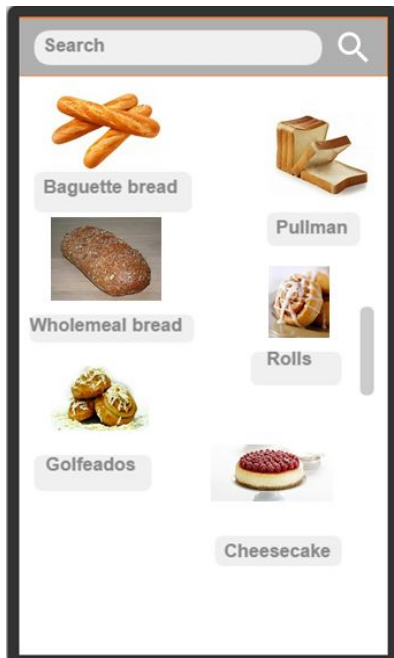 Search
Baguette bread
Pullman
Wholemeal bread
Rolls
Golfeados
Cheesecake